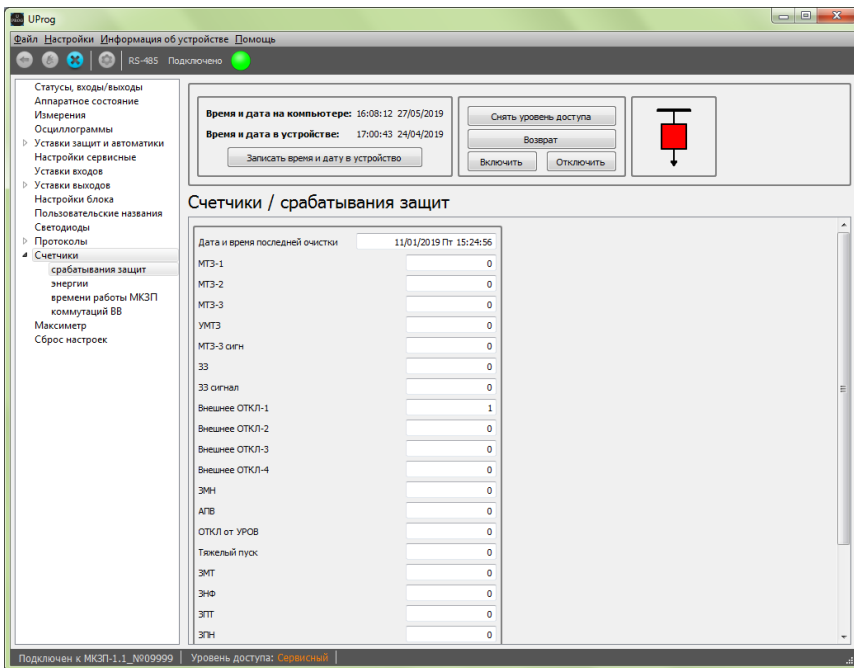 UProg
Файл Настройки Информация об устройстве Помощь
RS-485 Подключено
Статусы, входы/выходы
Аппаратное состояние
Измерения
Осциллограммы
Уставки защит и автоматики
Настройки сервисные
Уставки входов
Уставки выходов
Настройки блока
Пользовательские названия
Светодиоды
Протоколы
Счетчики
срабатывания защит
энергии
времени работы МКЗП
коммутаций ВВ
Максиметр
Сброс настроек
Время и дата на компьютере: 16:08:12 27/05/2019
Время и дата в устройстве: 17:00:43 24/04/2019
Записать время и дату в устройство
Снять уровень доступа
Возврат
Включить Отключить
Счетчики / срабатывания защит
Дата и время последней очистки 11/01/2019 Пт 15:24:56
МТЗ-1 0
МТЗ-2 0
МТЗ-3 0
УМТЗ 0
МТЗ-3 сигн 0
ЗЗ 0
ЗЗ сигнал 0
Внешнее ОТКЛ-1 1
Внешнее ОТКЛ-2 0
Внешнее ОТКЛ-3 0
Внешнее ОТКЛ-4 0
ЗМН 0
АПВ 0
ОТКЛ от УРОВ 0
Тяжелый пуск 0
ЗМТ 0
ЗНФ 0
ЗПТ 0
ЗПН 0
Подключен к МКЗП-1.1_№09999 Уровень доступа: Сервисный